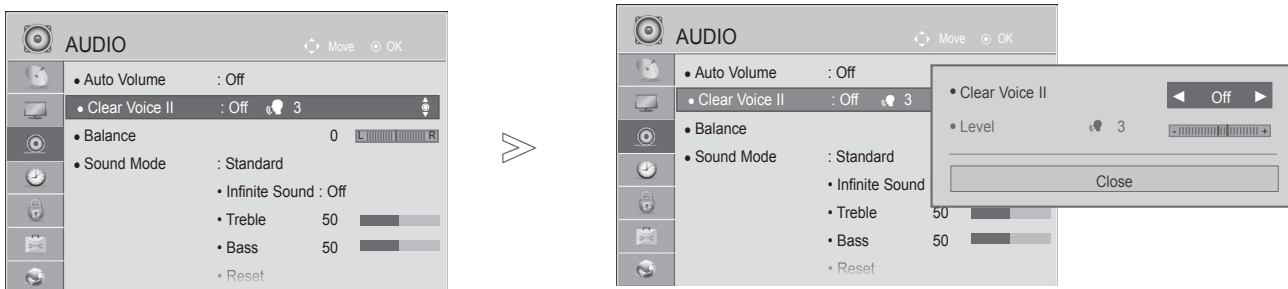 AUDIO
Move OK
• Auto Volume : Off
• Clear Voice II : Off 3
• Balance 0 L R
• Sound Mode : Standard
• Infinite Sound : Off
• Treble 50
• Bass 50
• Reset
AUDIO
Move OK
• Auto Volume : Off
• Clear Voice II : Off 3
• Balance
• Sound Mode : Standard
• Infinite Sound :
• Treble 50
• Bass 50
• Reset
• Clear Voice II ◀ Off ▶
• Level 3 - +
Close